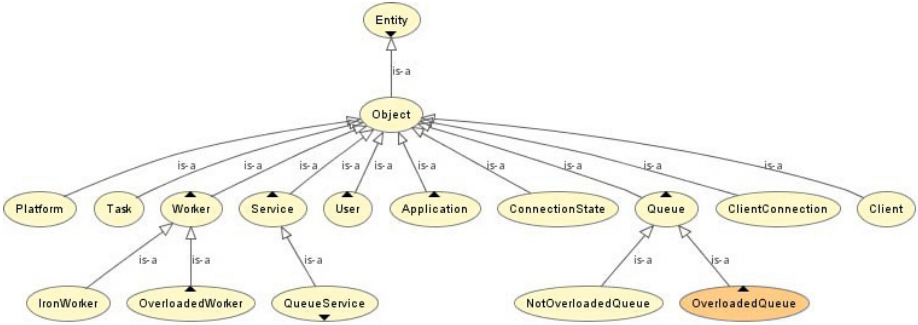 Entity
is-a
Object
is-a is-a is-a is-a is-a is-a is-a is-a is-a is-a
Platform Task Worker Service User Application ConnectionState Queue ClientConnection Client
is-a is-a is-a is-a is-a
IronWorker OverloadedWorker QueueService NotOverloadedQueue OverloadedQueue